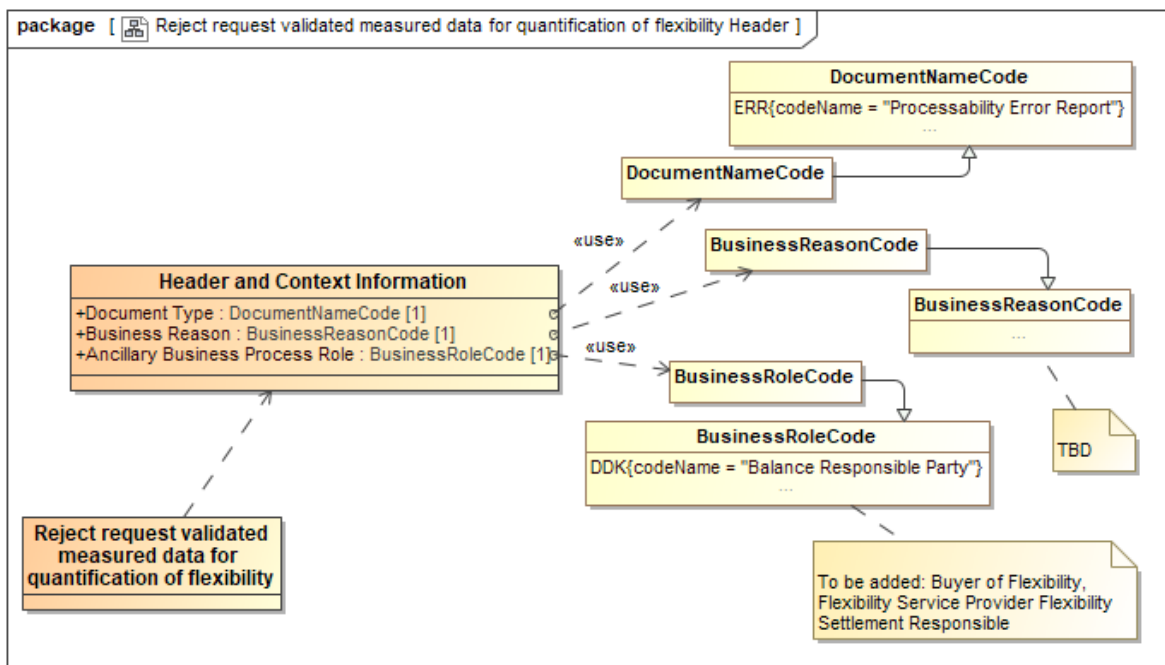 package [ Reject request validated measured data for quantification of flexibility Header ]
DocumentNameCode
ERR{codeName = "Processability Error Report"}
...
DocumentNameCode
«use»
BusinessReasonCode
«use»
BusinessReasonCode
...
Header and Context Information
+Document Type : DocumentNameCode [1]
+Business Reason : BusinessReasonCode [1]
+Ancillary Business Process Role : BusinessRoleCode [1]
«use»
BusinessRoleCode
BusinessRoleCode
DDK{codeName = "Balance Responsible Party"}
...
TBD
Reject request validated
measured data for
quantification of flexibility
To be added: Buyer of Flexibility,
Flexibility Service Provider Flexibility
Settlement Responsible